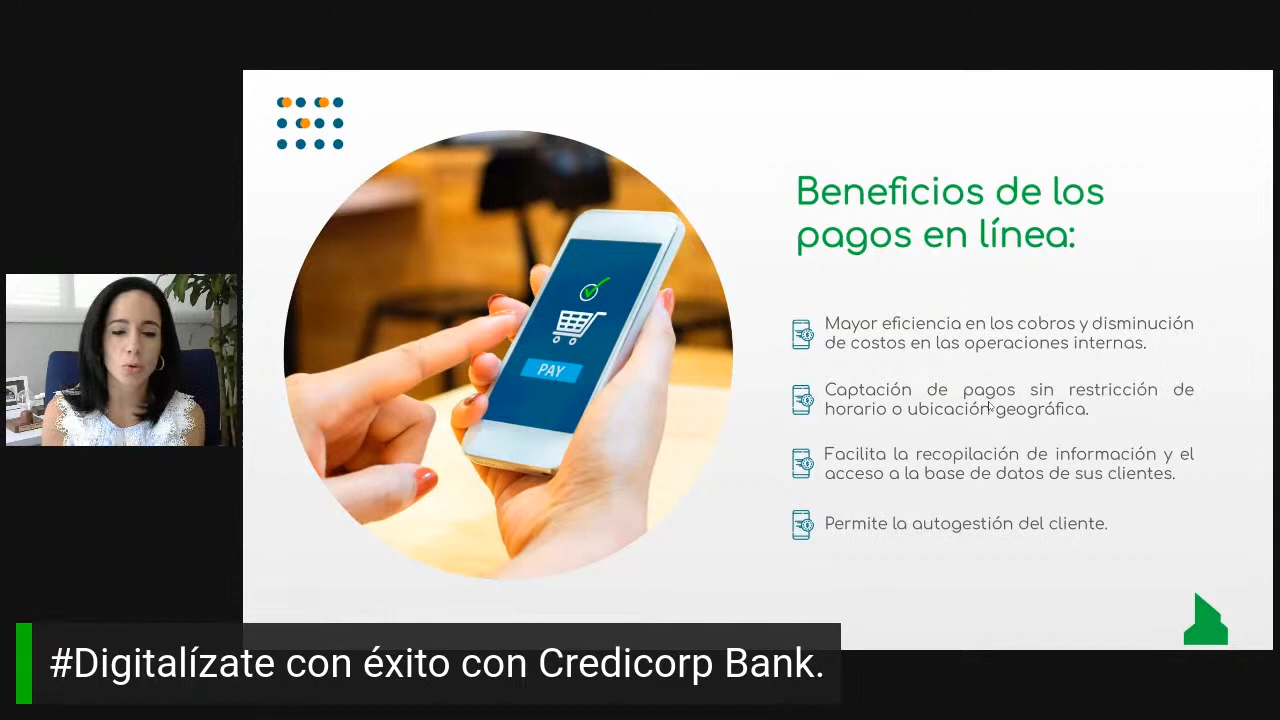 Beneficios de los
pagos en línea:
Mayor eficiencia en los cobros y disminución
de costos en las operaciones internas.
Captación de pagos sin restricción de
horario o ubicación geográfica.
Facilita la recopilación de información y el
acceso a la base de datos de sus clientes.
Permite la autogestión del cliente.
PAY
#Digitalízate con éxito con Credicorp Bank.